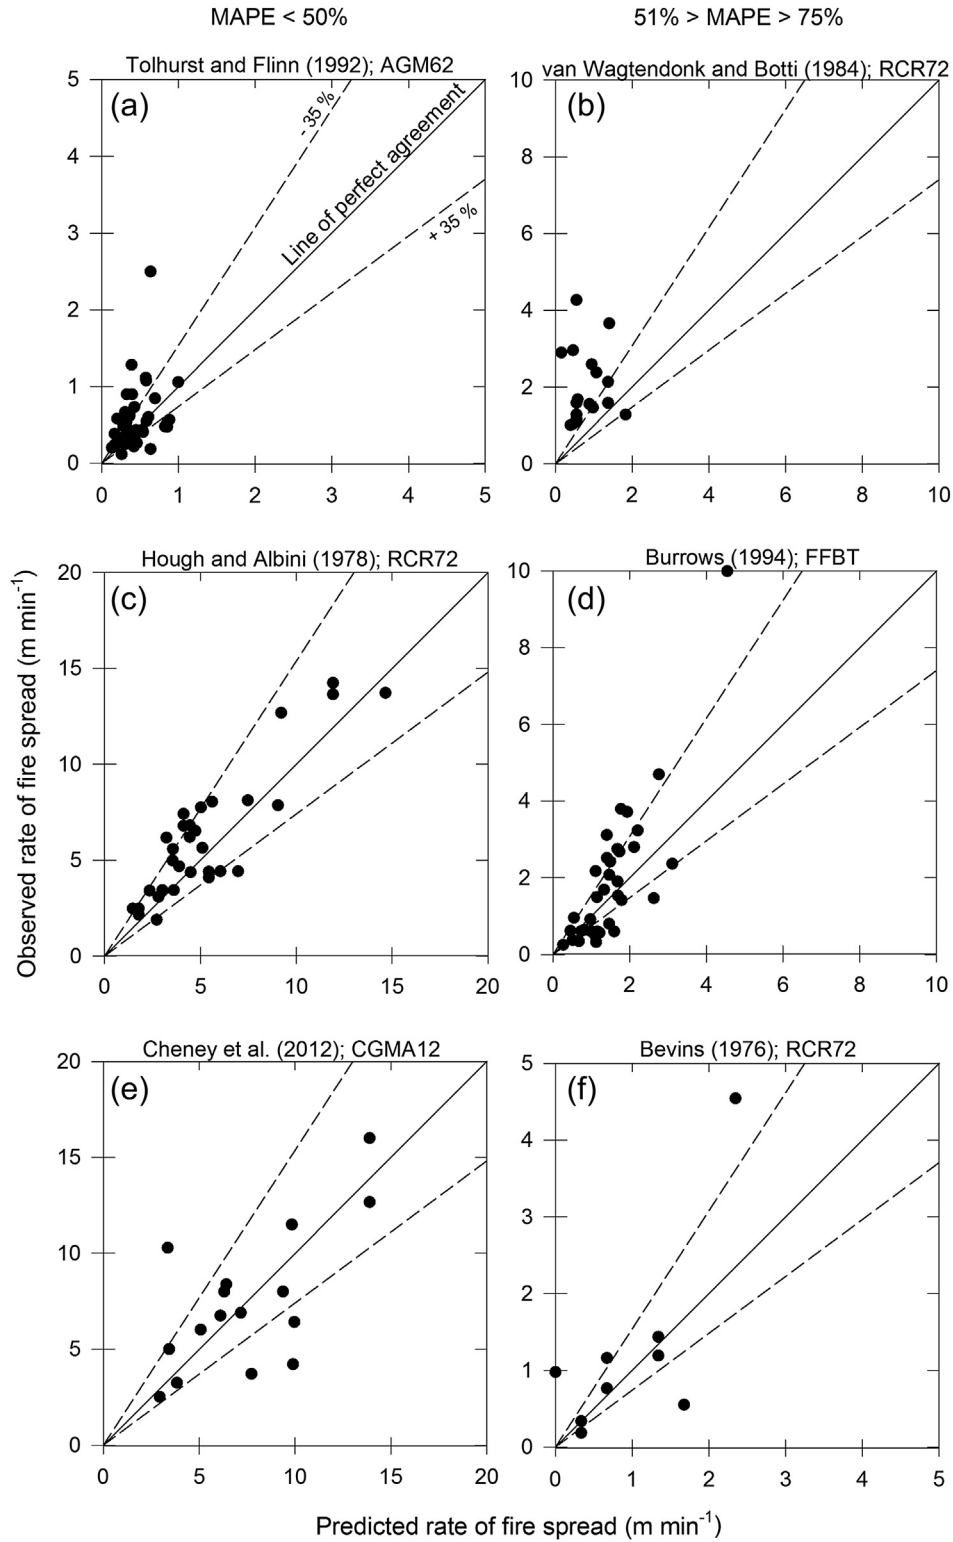 MAPE < 50%
51% > MAPE > 75%
Tolhurst and Flinn (1992); AGM62
van Wagtendonk and Botti (1984); RCR72
(a)
- 35 %
Line of perfect agreement
+ 35 %
5
4
3
2
1
0
0 1 2 3 4 5
(b)
10
8
6
4
2
0
0 2 4 6 8 10
Hough and Albini (1978); RCR72
Burrows (1994); FFBT
Observed rate of fire spread (m min⁻¹)
(c)
20
15
10
5
0
0 5 10 15 20
(d)
10
8
6
4
2
0
0 2 4 6 8 10
Cheney et al. (2012); CGMA12
Bevins (1976); RCR72
(e)
20
15
10
5
0
0 5 10 15 20
(f)
5
4
3
2
1
0
0 1 2 3 4 5
Predicted rate of fire spread (m min⁻¹)